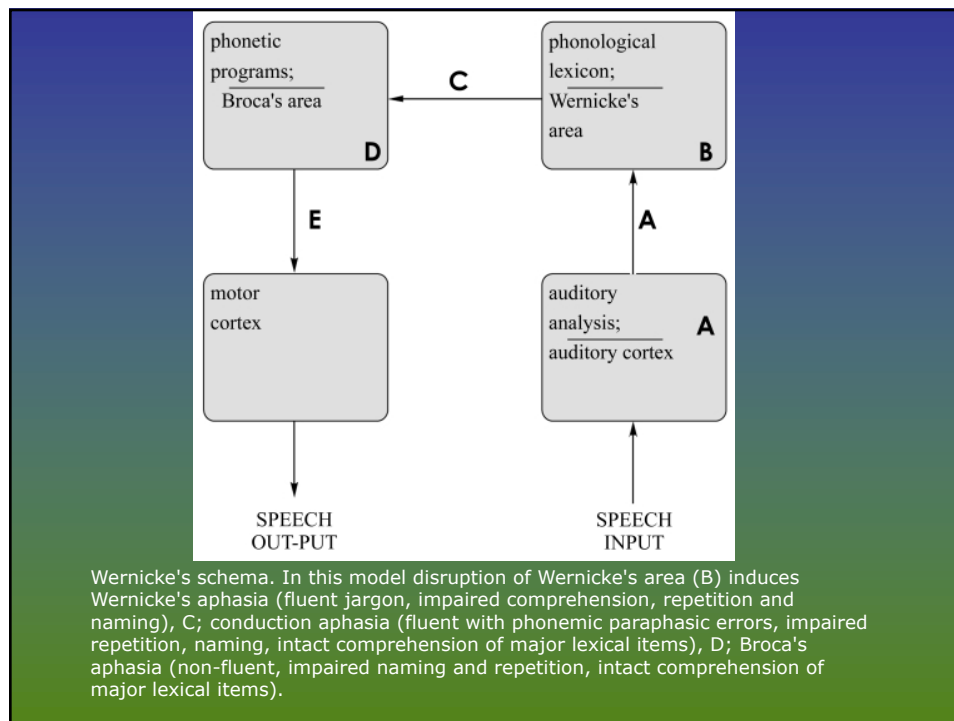 phonetic
programs;
Broca's area
D
C
phonological
lexicon;
Wernicke's
area
B
E
A
motor
cortex
auditory
analysis;
auditory cortex
A
SPEECH
OUT-PUT
SPEECH
INPUT
Wernicke's schema. In this model disruption of Wernicke's area (B) induces
Wernicke's aphasia (fluent jargon, impaired comprehension, repetition and
naming), C; conduction aphasia (fluent with phonemic paraphasic errors, impaired
repetition, naming, intact comprehension of major lexical items), D; Broca's
aphasia (non-fluent, impaired naming and repetition, intact comprehension of
major lexical items).